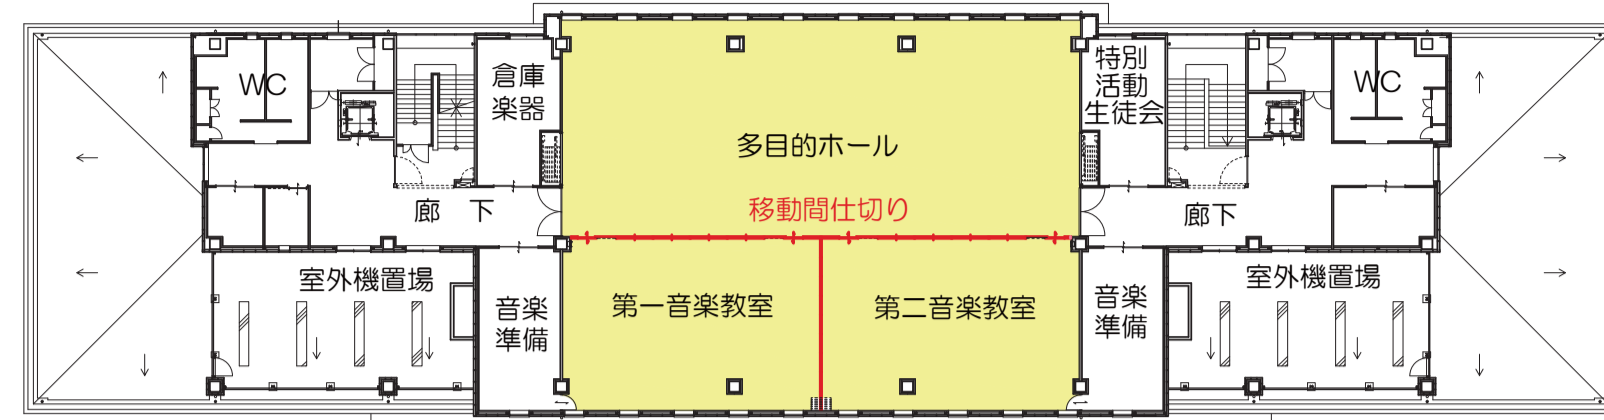 WC
倉庫
楽器
多目的ホール
特別
活動
生徒会
WC
廊 下
移動間仕切り
廊下
室外機置場
音楽
準備
第一音楽教室
第二音楽教室
音楽
準備
室外機置場